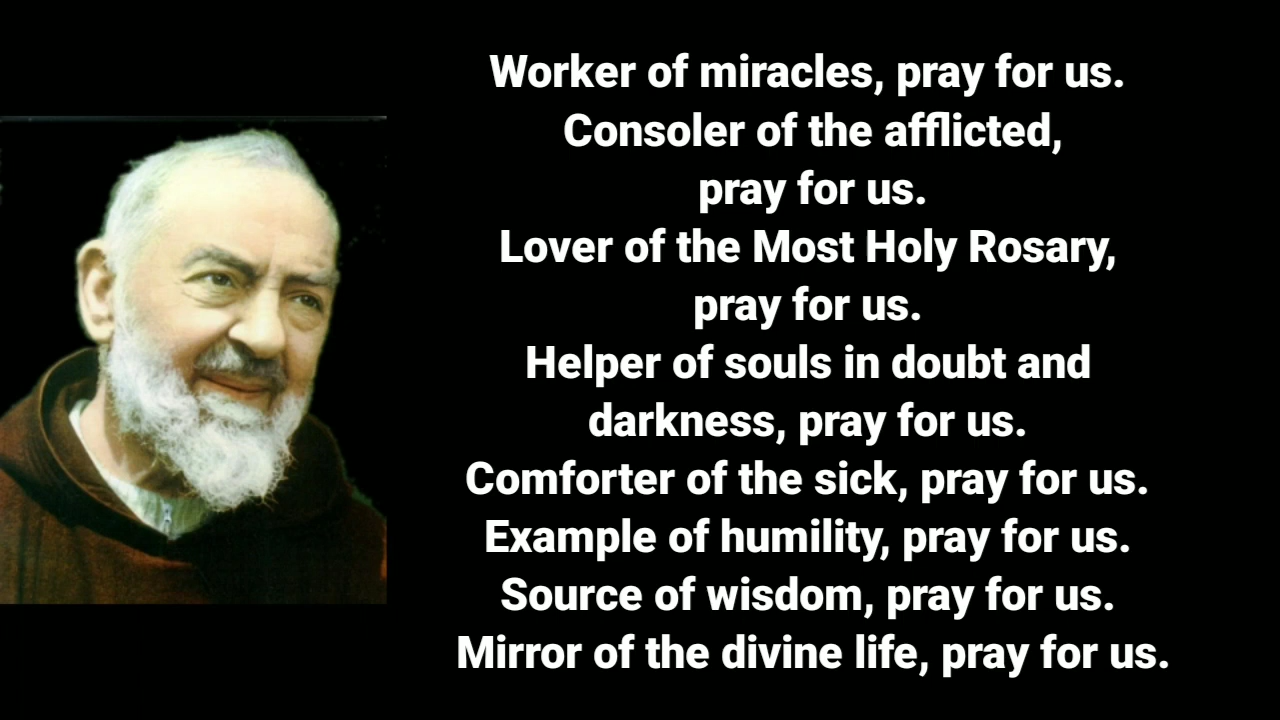 Worker of miracles, pray for us.
Consoler of the afflicted,
pray for us.
Lover of the Most Holy Rosary,
pray for us.
Helper of souls in doubt and
darkness, pray for us.
Comforter of the sick, pray for us.
Example of humility, pray for us.
Source of wisdom, pray for us.
Mirror of the divine life, pray for us.